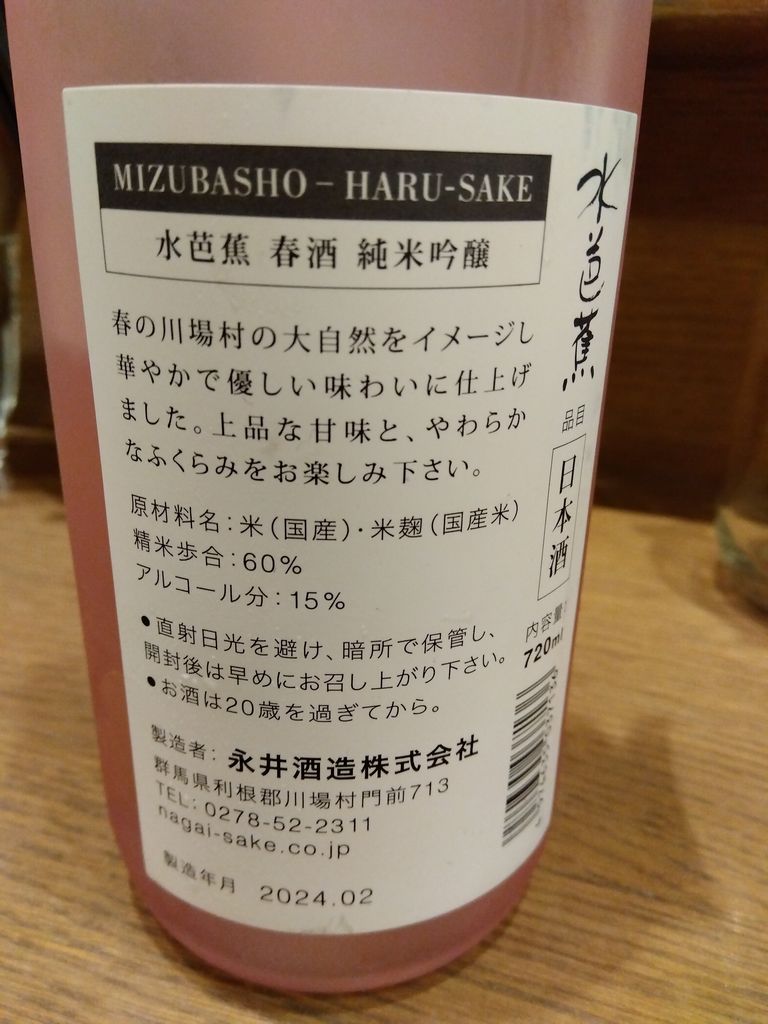 MIZUBASHO – HARU-SAKE
水芭蕉 春酒 純米吟醸
春の川場村の大自然をイメージし
華やかで優しい味わいに仕上げ
ました。上品な甘味と、やわらか
なふくらみをお楽しみ下さい。
原材料名：米（国産）・米麹（国産米）
精米歩合：60%
アルコール分：15%
●直射日光を避け、暗所で保管し、
開封後は早めにお召し上がり下さい。
●お酒は20歳を過ぎてから。
製造者：永井酒造株式会社
群馬県利根郡川場村門前713
TEL：0278-52-2311
nagai-sake.co.jp
製造年月 2024.02
水芭蕉
品目
日本酒
内容量：
720ml